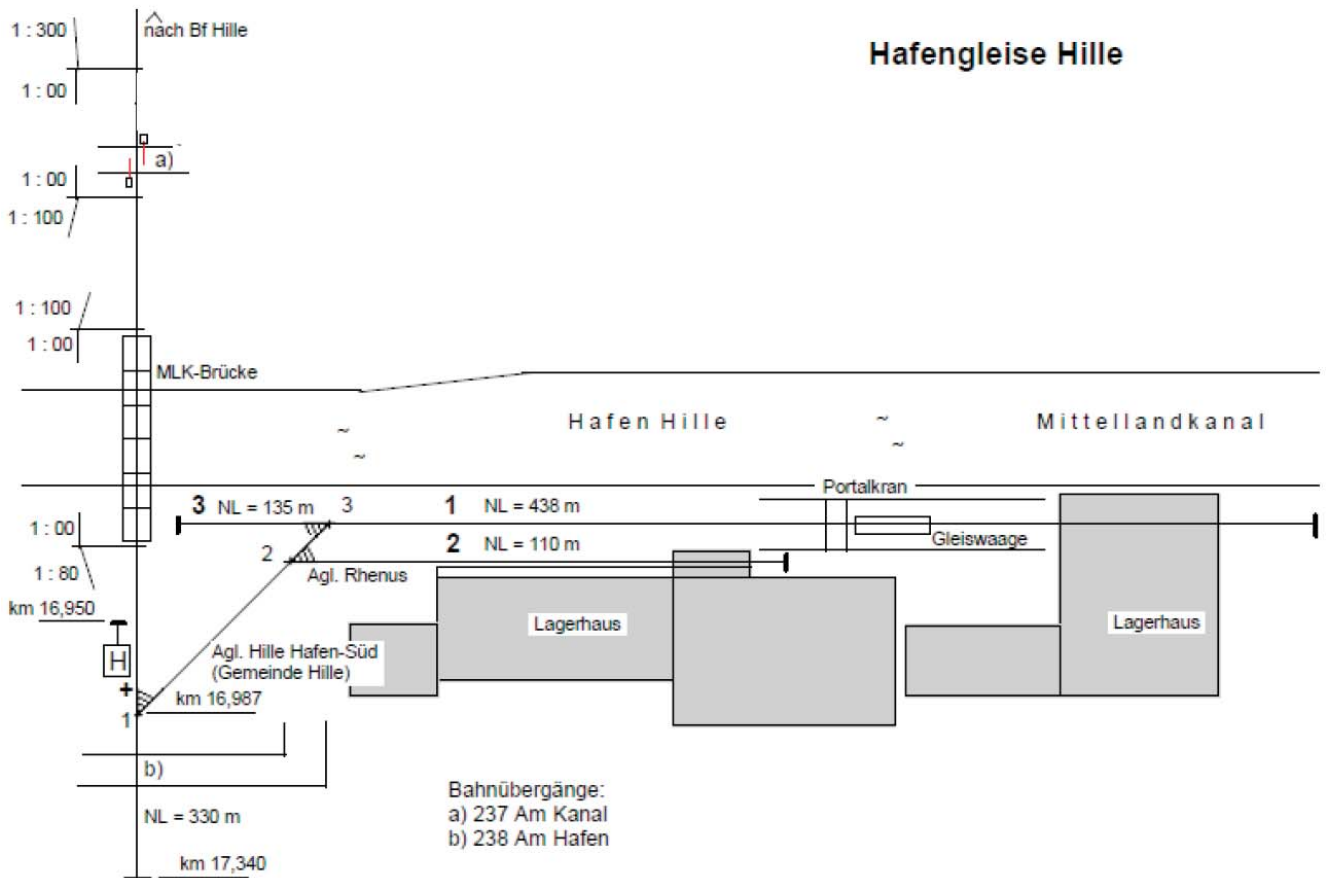 Hafengleise Hille
1 : 300
nach Bf Hille
1 : 00
a)
1 : 00
1 : 100
1 : 100
1 : 00
MLK-Brücke
Hafen Hille
Mittellandkanal
~
~
~
~
Portalkran
3 NL = 135 m
3
1 NL = 438 m
1 : 00
Gleiswaage
2
2 NL = 110 m
1 : 80
Agl. Rhenus
km 16,950
Lagerhaus
Lagerhaus
H
Agl. Hille Hafen-Süd
(Gemeinde Hille)
km 16,987
1
b)
Bahnübergänge:
a) 237 Am Kanal
b) 238 Am Hafen
NL = 330 m
km 17,340